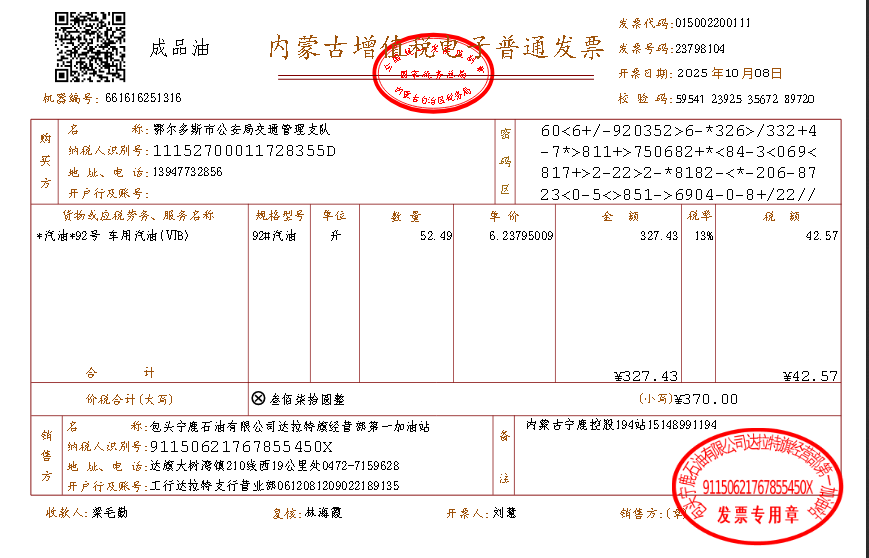 成品油
内蒙古增值税电子普通发票
全国统一发票监制章
国家税务总局
内蒙古自治区税务局
发票代码:015002200111
发票号码:23798104
开票日期:2025年10月08日
校验码:59541 23925 35672 89720
机器编号:661616251316
购买方
名称:鄂尔多斯市公安局交通管理支队
纳税人识别号:11152700011728355D
地址、电话:13947732856
开户行及账号:
密码区
60<6+/-920352>6-*326>/332+4
-7*>811+>750682+*<84-3<069<
817+>2-22>2-*8182-<*-206-87
23<0-5<>851->6904-0-8+/22//
货物或应税劳务、服务名称 规格型号 单位 数量 单价 金额 税率 税额
*汽油*92号 车用汽油(VIB) 92#汽油 升 52.49 6.23795009 327.43 13% 42.57
合计 ¥327.43 ¥42.57
价税合计(大写) ⊗叁佰柒拾圆整 (小写)¥370.00
销售方
名称:包头宁鹿石油有限公司达拉特旗经营部第一加油站
纳税人识别号:91150621767855450X
地址、电话:达旗大树湾镇210线西19公里处0472-7159628
开户行及账号:工行达拉特支行营业部0612081209022189135
备注
内蒙古宁鹿控股194站15148991194
收款人:梁毛勤 复核:林海霞 开票人:刘慧 销售方:(章)
包头宁鹿石油有限公司达拉特旗经营部第一加油站
91150621767855450X
发票专用章